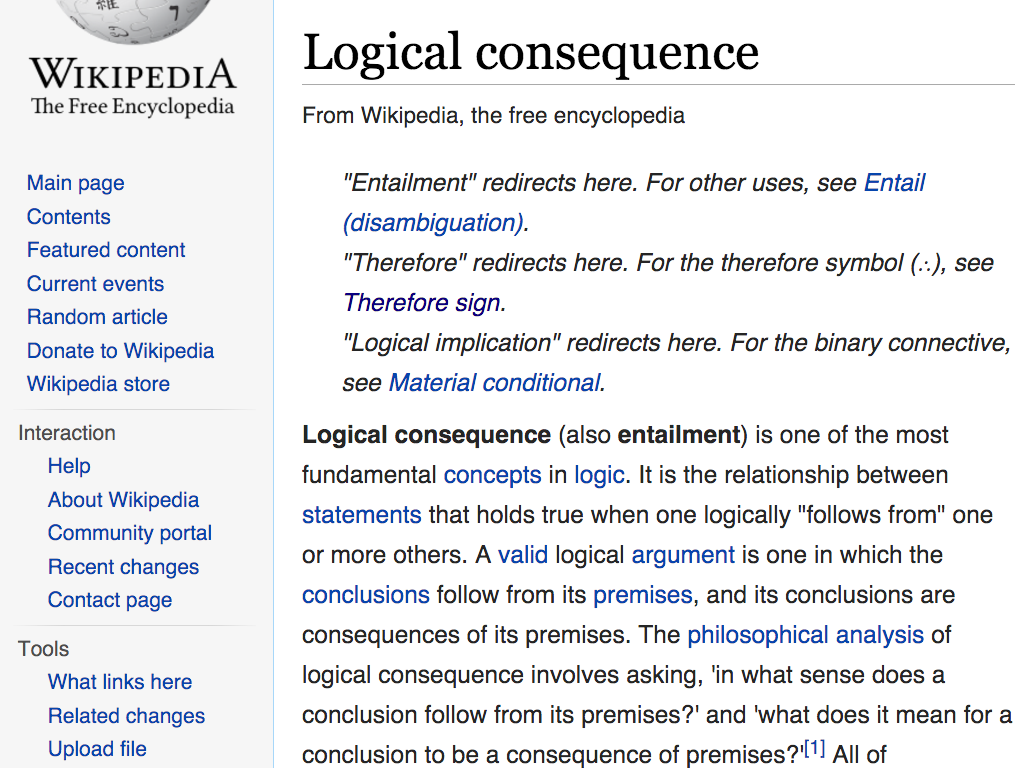 維 7
WIKIPEDIA
The Free Encyclopedia
Main page
Contents
Featured content
Current events
Random article
Donate to Wikipedia
Wikipedia store
Interaction
Help
About Wikipedia
Community portal
Recent changes
Contact page
Tools
What links here
Related changes
Upload file
Logical consequence
From Wikipedia, the free encyclopedia
"Entailment" redirects here. For other uses, see Entail
(disambiguation).
"Therefore" redirects here. For the therefore symbol (∴), see
Therefore sign.
"Logical implication" redirects here. For the binary connective,
see Material conditional.
Logical consequence (also entailment) is one of the most
fundamental concepts in logic. It is the relationship between
statements that holds true when one logically "follows from" one
or more others. A valid logical argument is one in which the
conclusions follow from its premises, and its conclusions are
consequences of its premises. The philosophical analysis of
logical consequence involves asking, 'in what sense does a
conclusion follow from its premises?' and 'what does it mean for a
conclusion to be a consequence of premises?'[1] All of